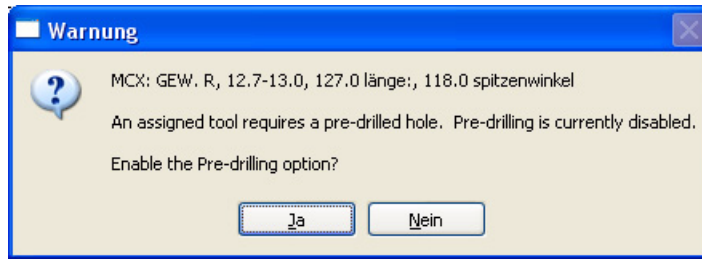 Warnung
MCX: GEW. R, 12.7-13.0, 127.0 länge:, 118.0 spitzenwinkel
An assigned tool requires a pre-drilled hole. Pre-drilling is currently disabled.
Enable the Pre-drilling option?
Ja Nein